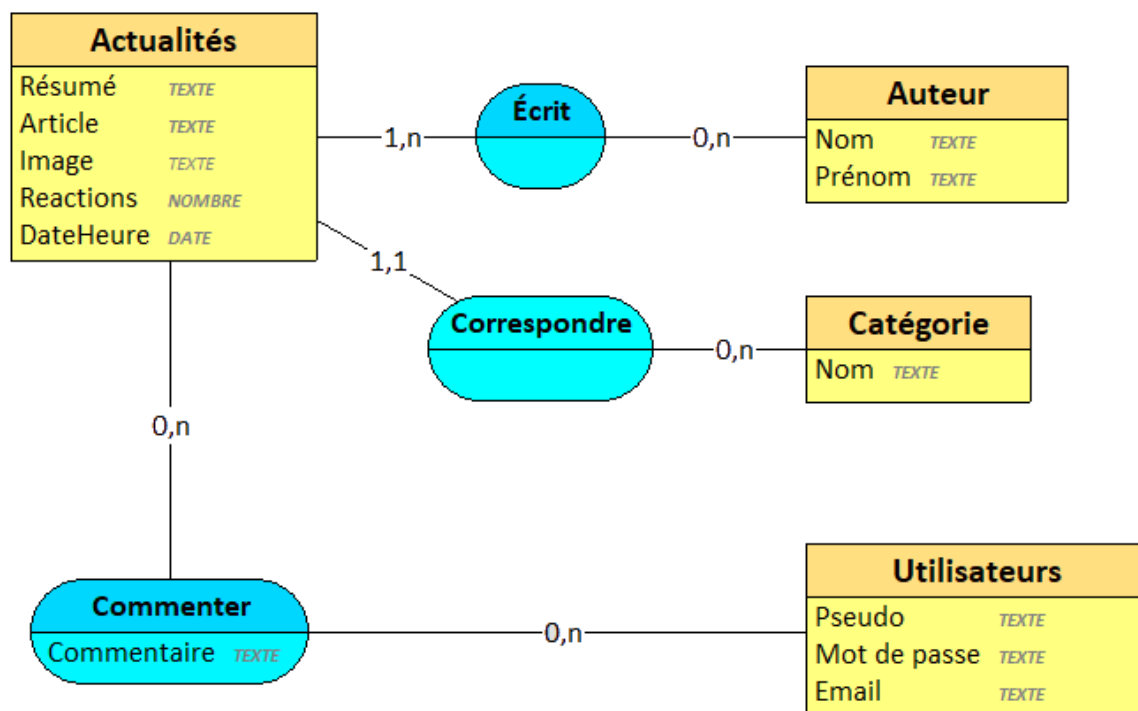 Actualités
Résumé TEXTE
Article TEXTE
Image TEXTE
Reactions NOMBRE
DateHeure DATE
1,n
Écrit
0,n
Auteur
Nom TEXTE
Prénom TEXTE
1,1
Correspondre
0,n
Catégorie
Nom TEXTE
0,n
Commenter
Commentaire TEXTE
0,n
Utilisateurs
Pseudo TEXTE
Mot de passe TEXTE
Email TEXTE